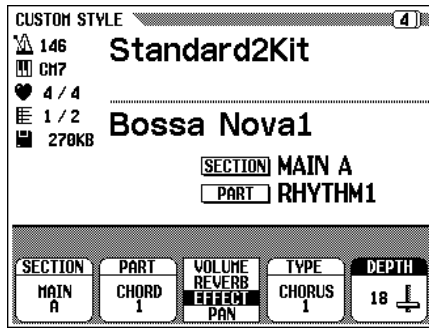 CUSTOM STYLE
4
146
CM7
4/4
1/2
270KB
Standard2Kit
Bossa Nova1
SECTION MAIN A
PART RHYTHM1
SECTION
MAIN
A
PART
CHORD
1
VOLUME
REVERB
EFFECT
PAN
TYPE
CHORUS
1
DEPTH
18